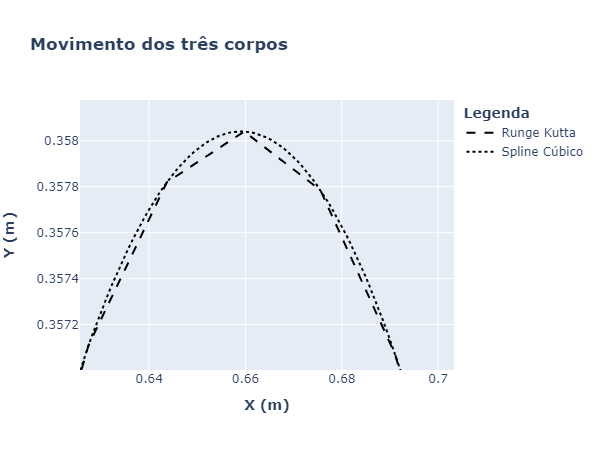 Movimento dos três corpos
Legenda
Runge Kutta
Spline Cúbico
0.358
0.3578
0.3576
0.3574
0.3572
Y (m)
0.64
0.66
0.68
0.7
X (m)